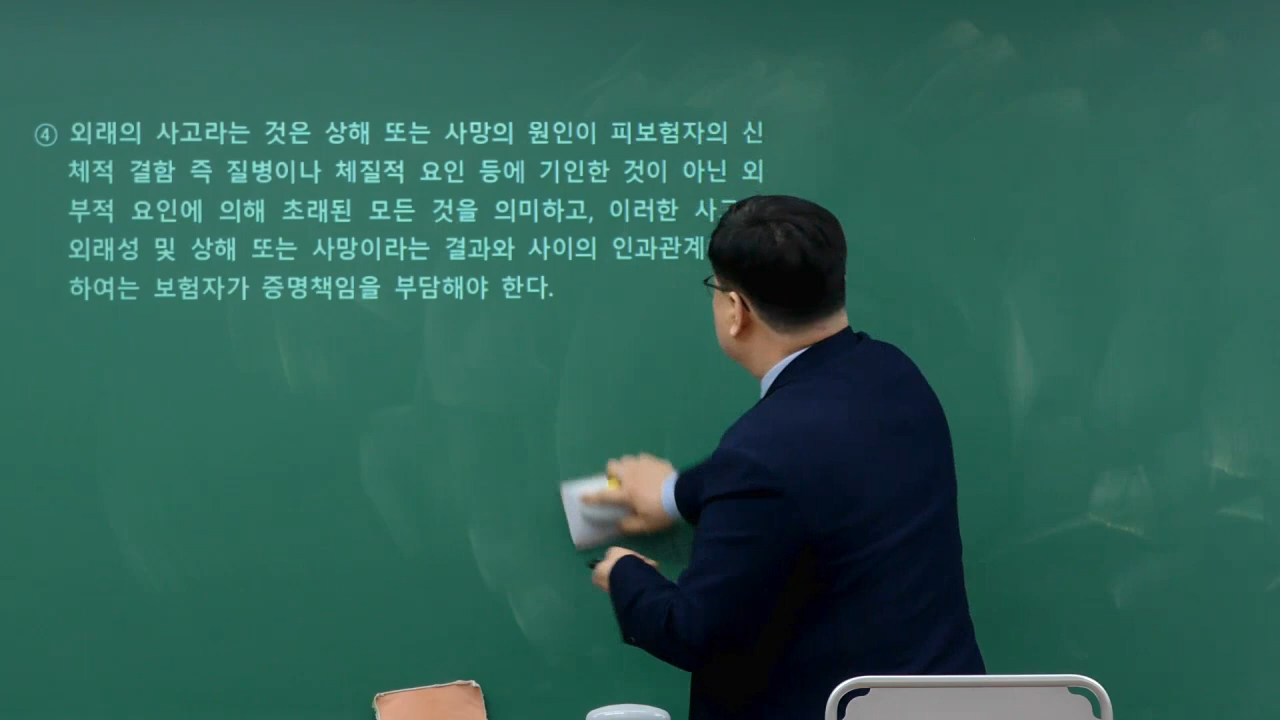 ④ 외래의 사고라는 것은 상해 또는 사망의 원인이 피보험자의 신
체적 결함 즉 질병이나 체질적 요인 등에 기인한 것이 아닌 외
부적 요인에 의해 초래된 모든 것을 의미하고, 이러한
외래성 및 상해 또는 사망이라는 결과와 사이의 인과관계
하여는 보험자가 증명책임을 부담해야 한다.